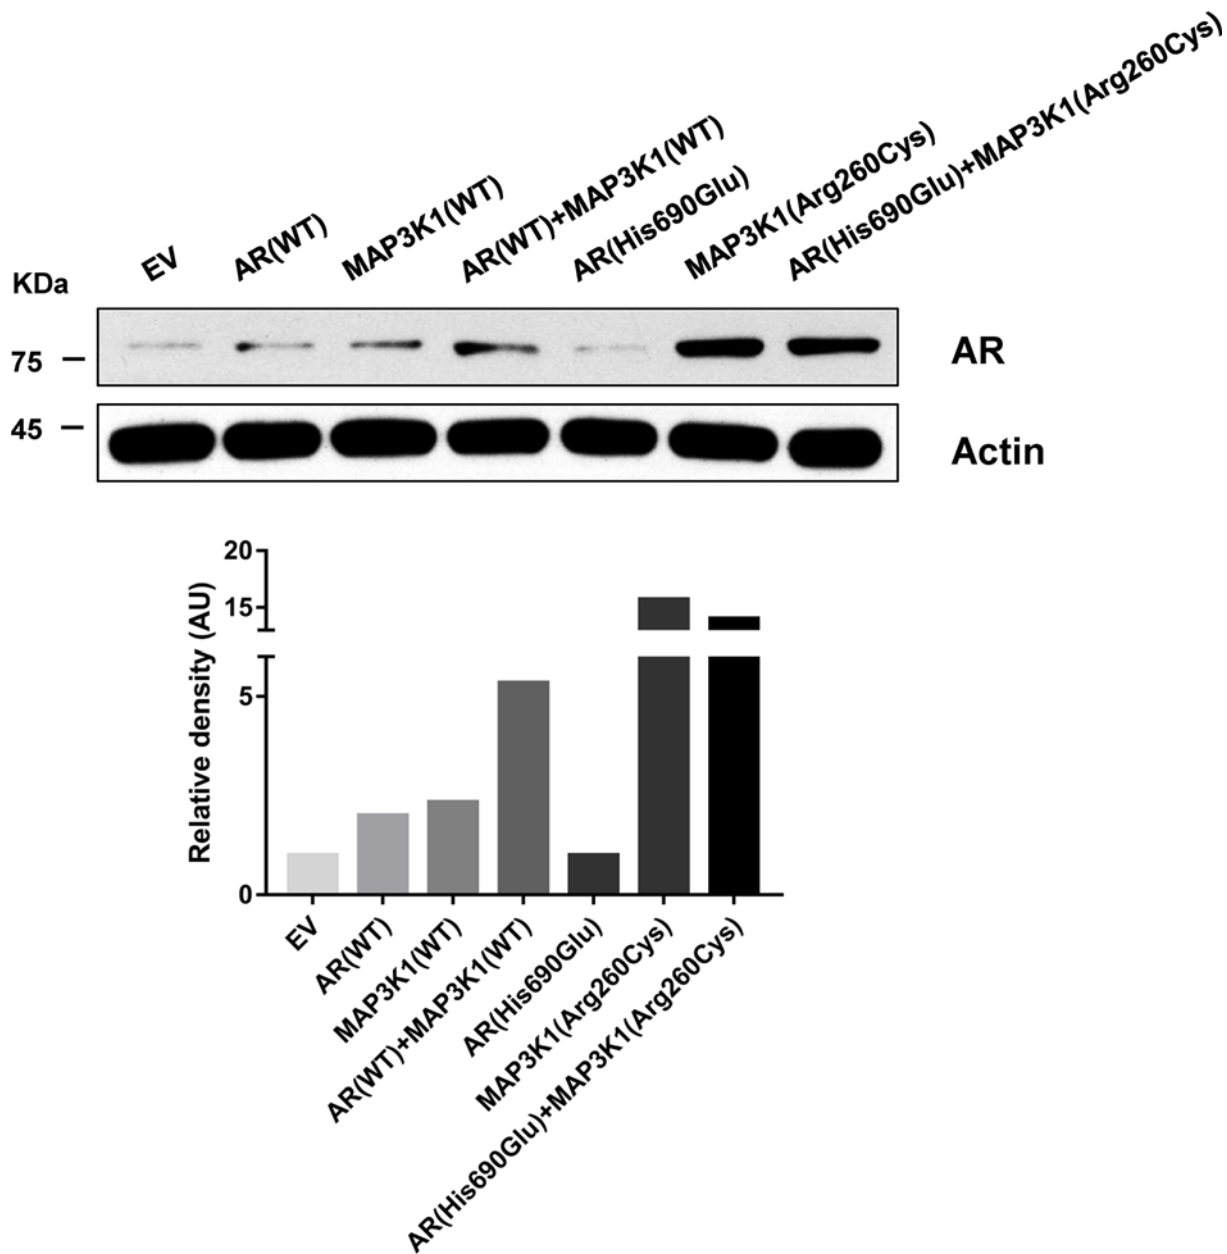 EV
AR(WT)
MAP3K1(WT)
AR(WT)+MAP3K1(WT)
AR(His690Glu)
MAP3K1(Arg260Cys)
AR(His690Glu)+MAP3K1(Arg260Cys)
KDa
75
AR
45
Actin
Relative density (AU)
20
15
5
0
EV
AR(WT)
MAP3K1(WT)
AR(WT)+MAP3K1(WT)
AR(His690Glu)
MAP3K1(Arg260Cys)
AR(His690Glu)+MAP3K1(Arg260Cys)